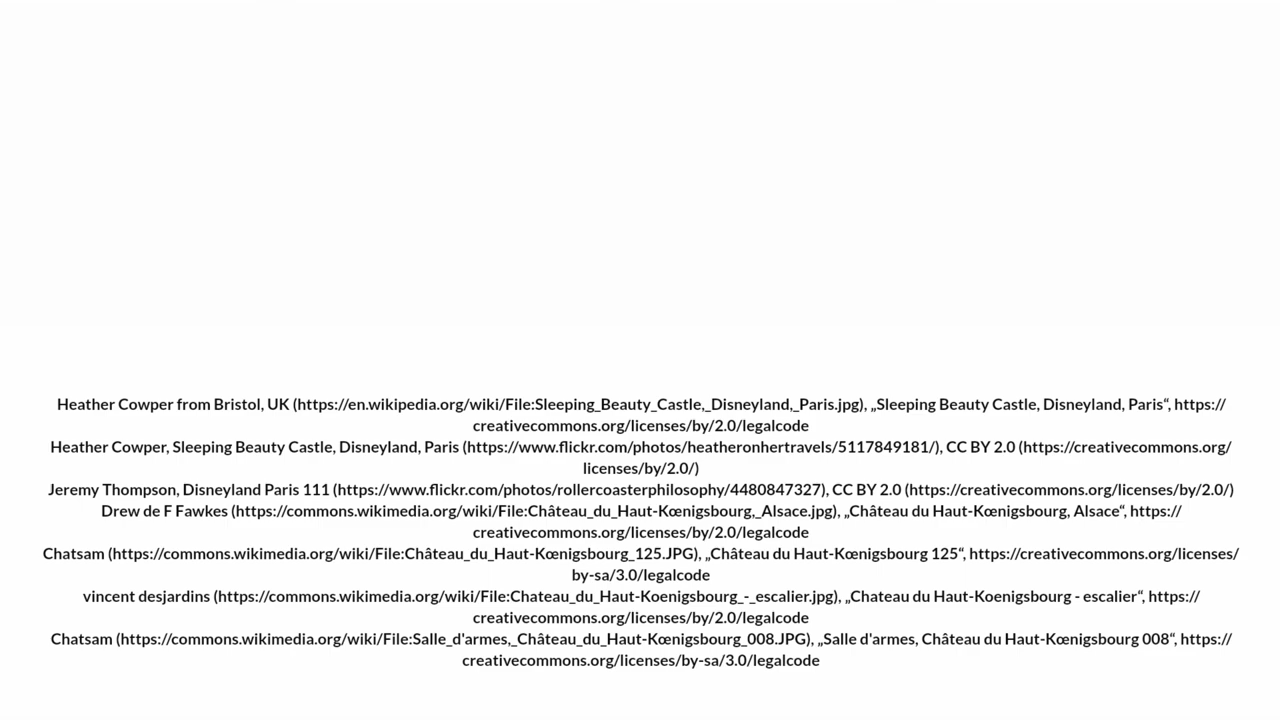 Heather Cowper from Bristol, UK (https://en.wikipedia.org/wiki/File:Sleeping_Beauty_Castle,_Disneyland,_Paris.jpg), „Sleeping Beauty Castle, Disneyland, Paris“, https://
creativecommons.org/licenses/by/2.0/legalcode
Heather Cowper, Sleeping Beauty Castle, Disneyland, Paris (https://www.flickr.com/photos/heatheronhertravels/5117849181/), CC BY 2.0 (https://creativecommons.org/
licenses/by/2.0/)
Jeremy Thompson, Disneyland Paris 111 (https://www.flickr.com/photos/rollercoasterphilosophy/4480847327), CC BY 2.0 (https://creativecommons.org/licenses/by/2.0/)
Drew de F Fawkes (https://commons.wikimedia.org/wiki/File:Château_du_Haut-Kœnigsbourg,_Alsace.jpg), „Château du Haut-Kœnigsbourg, Alsace“, https://
creativecommons.org/licenses/by/2.0/legalcode
Chatsam (https://commons.wikimedia.org/wiki/File:Château_du_Haut-Kœnigsbourg_125.JPG), „Château du Haut-Kœnigsbourg 125“, https://creativecommons.org/licenses/
by-sa/3.0/legalcode
vincent desjardins (https://commons.wikimedia.org/wiki/File:Chateau_du_Haut-Koenigsbourg_-_escalier.jpg), „Chateau du Haut-Koenigsbourg - escalier“, https://
creativecommons.org/licenses/by/2.0/legalcode
Chatsam (https://commons.wikimedia.org/wiki/File:Salle_d'armes,_Château_du_Haut-Kœnigsbourg_008.JPG), „Salle d'armes, Château du Haut-Kœnigsbourg 008“, https://
creativecommons.org/licenses/by-sa/3.0/legalcode